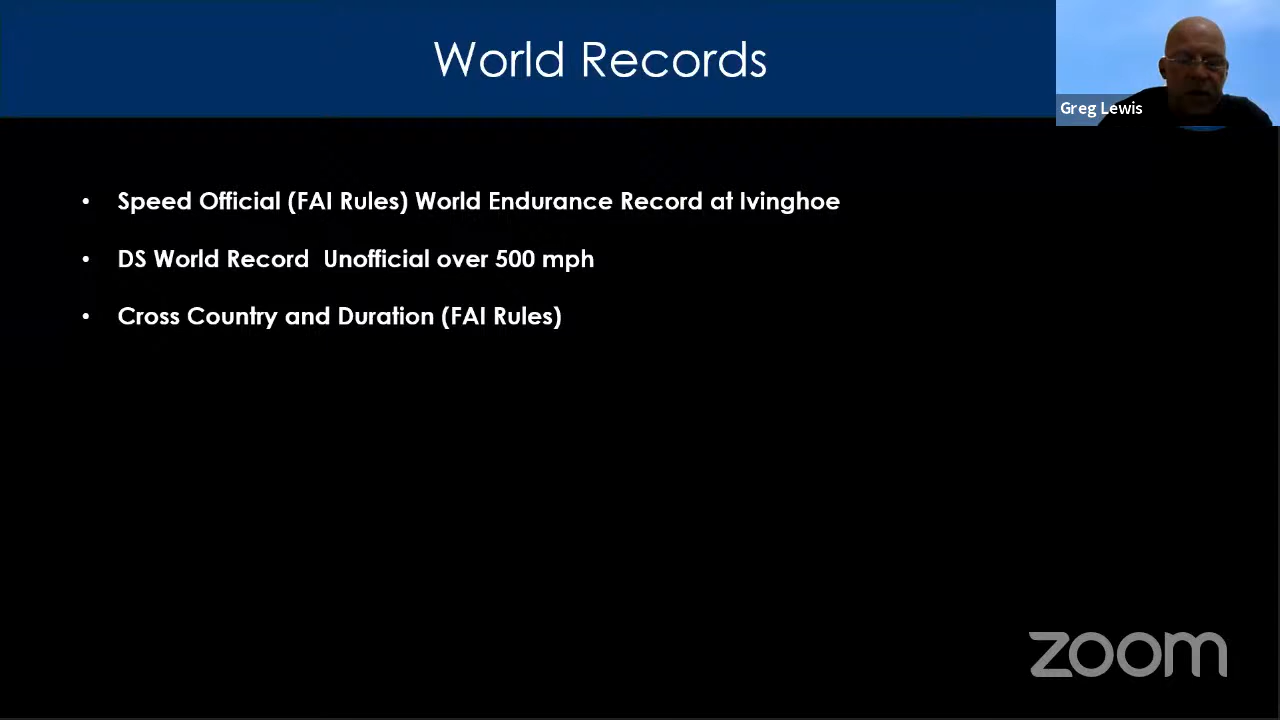 World Records
Greg Lewis
• Speed Official (FAI Rules) World Endurance Record at Ivinghoe
• DS World Record  Unofficial over 500 mph
• Cross Country and Duration (FAI Rules)
zoom